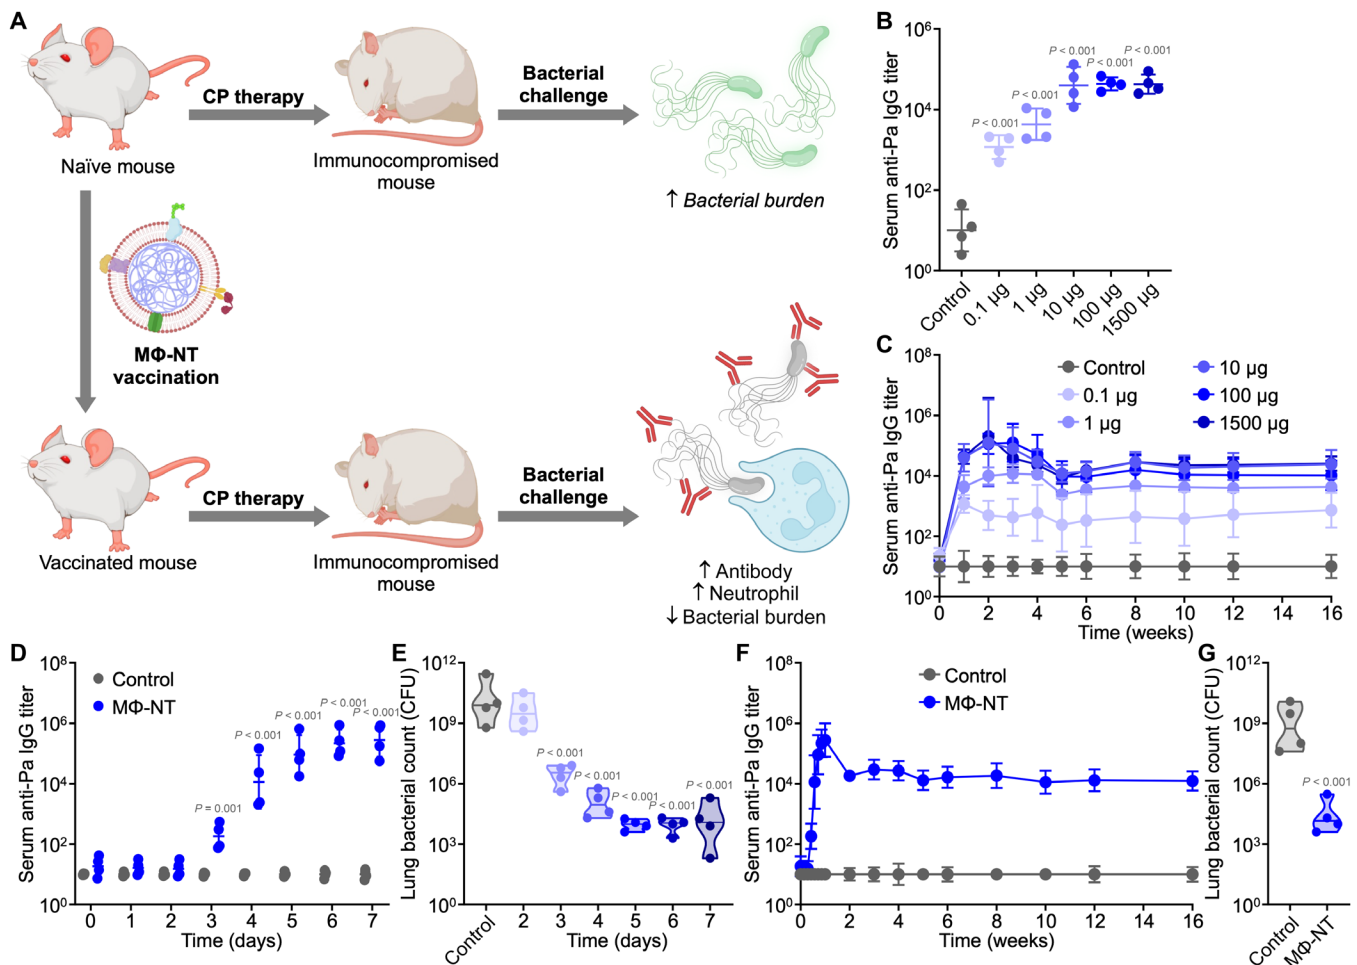 A
Naïve mouse
CP therapy
Immunocompromised
mouse
Bacterial
challenge
↑ Bacterial burden
MΦ-NT
vaccination
Vaccinated mouse
CP therapy
Immunocompromised
mouse
Bacterial
challenge
↑ Antibody
↑ Neutrophil
↓ Bacterial burden
B
Serum anti-Pa IgG titer
10⁶
10⁴
10²
10⁰
P < 0.001
P < 0.001
P < 0.001
P < 0.001
P < 0.001
Control
0.1 µg
1 µg
10 µg
100 µg
1500 µg
C
Serum anti-Pa IgG titer
10⁸
10⁶
10⁴
10²
10⁰
Control
0.1 µg
1 µg
10 µg
100 µg
1500 µg
0 2 4 6 8 10 12 14 16
Time (weeks)
D
Serum anti-Pa IgG titer
10⁸
10⁶
10⁴
10²
10⁰
Control
MΦ-NT
P = 0.001
P < 0.001
P < 0.001
P < 0.001
P < 0.001
0 1 2 3 4 5 6 7
Time (days)
E
Lung bacterial count (CFU)
10¹²
10⁹
10⁶
10³
10⁰
P < 0.001
P < 0.001
P < 0.001
P < 0.001
P < 0.001
Control 2 3 4 5 6 7
Time (days)
F
Serum anti-Pa IgG titer
10⁸
10⁶
10⁴
10²
10⁰
Control
MΦ-NT
0 2 4 6 8 10 12 14 16
Time (weeks)
G
Lung bacterial count (CFU)
10¹²
10⁹
10⁶
10³
10⁰
P < 0.001
Control
MΦ-NT